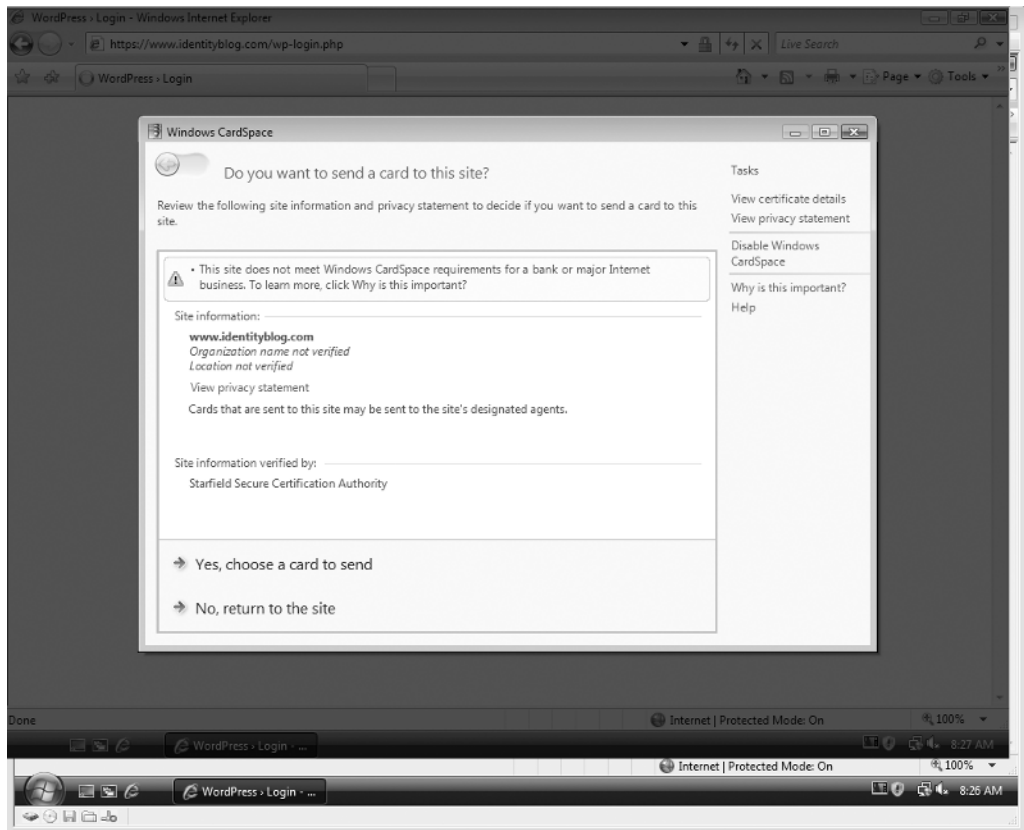 WordPress › Login - Windows Internet Explorer
https://www.identityblog.com/wp-login.php
Live Search
WordPress › Login
Page
Tools
Windows CardSpace
Do you want to send a card to this site?
Review the following site information and privacy statement to decide if you want to send a card to this
site.
• This site does not meet Windows CardSpace requirements for a bank or major Internet
business. To learn more, click Why is this important?
Site information:
www.identityblog.com
Organization name not verified
Location not verified
View privacy statement
Cards that are sent to this site may be sent to the site's designated agents.
Site information verified by:
Starfield Secure Certification Authority
Yes, choose a card to send
No, return to the site
Tasks
View certificate details
View privacy statement
Disable Windows
CardSpace
Why is this important?
Help
Done
Internet | Protected Mode: On
100%
WordPress › Login - ...
8:27 AM
Internet | Protected Mode: On
100%
WordPress › Login - ...
8:26 AM